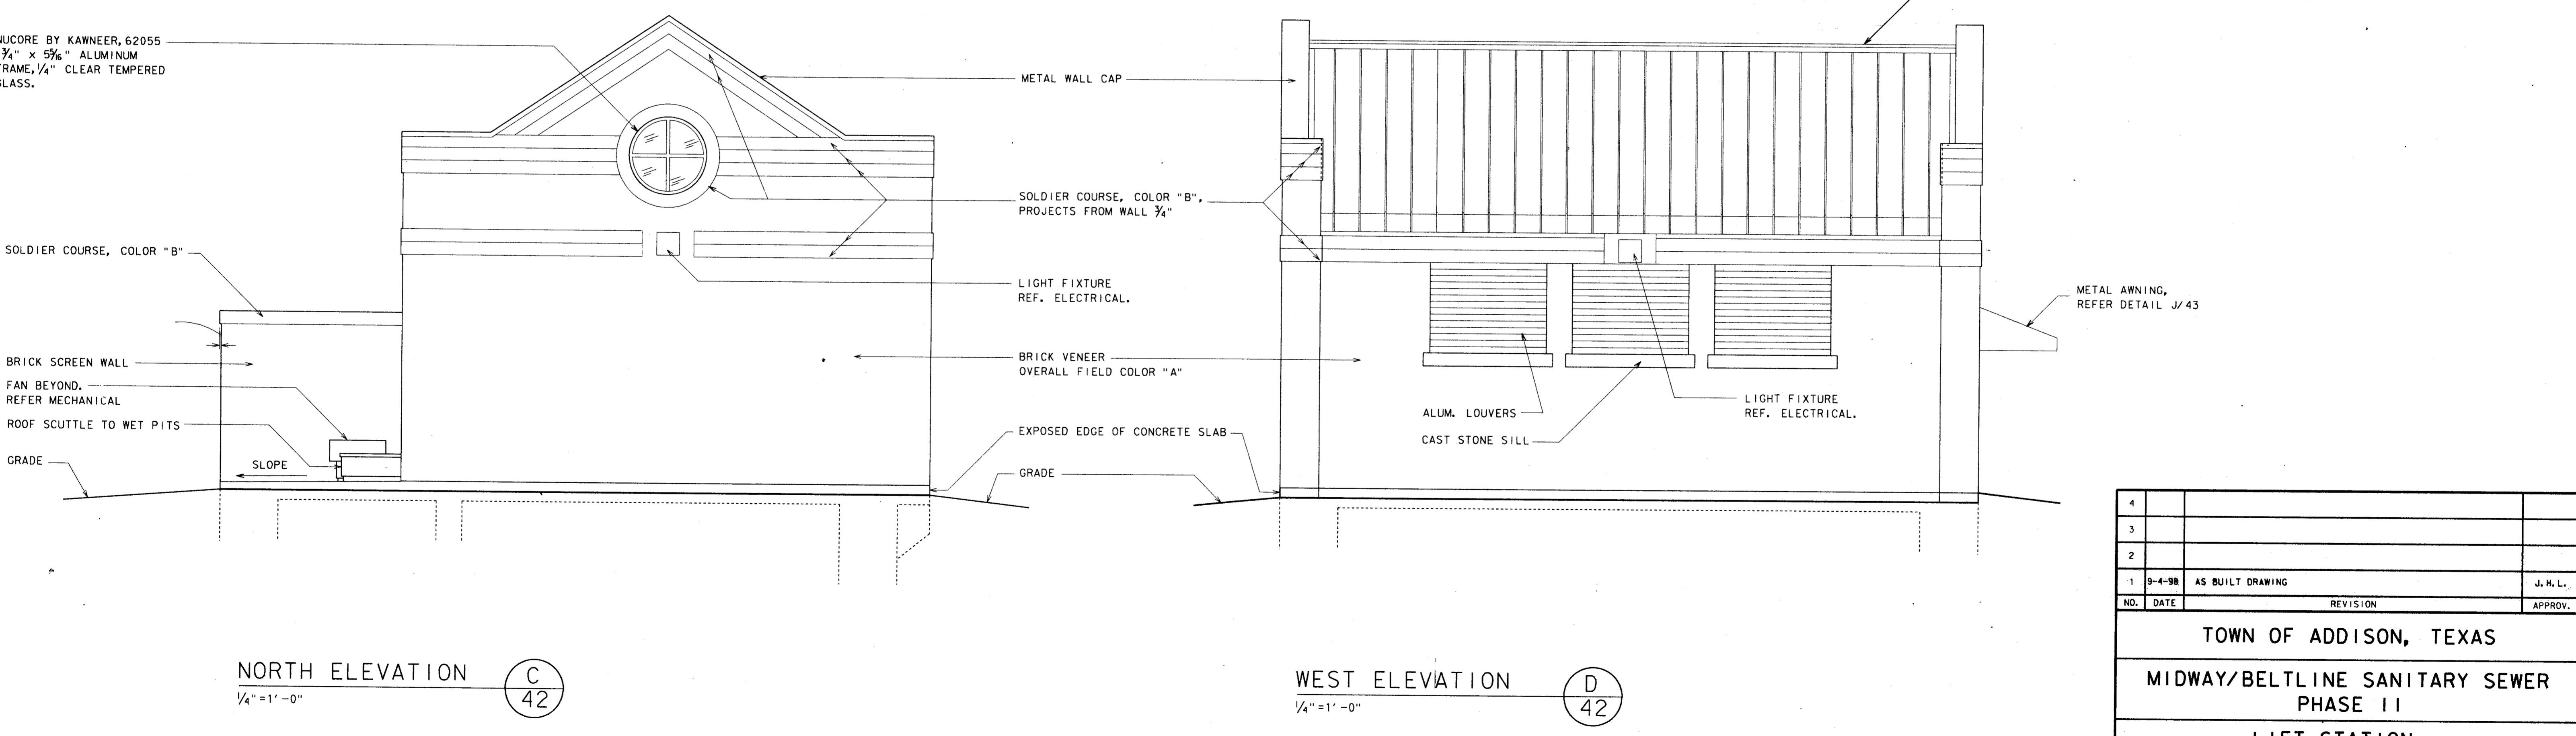 NUCORE BY KAWNEER, 62055
3/4" x 5 5/16" ALUMINUM
FRAME, 1/4" CLEAR TEMPERED
GLASS.
SOLDIER COURSE, COLOR "B"
BRICK SCREEN WALL
FAN BEYOND.
REFER MECHANICAL
ROOF SCUTTLE TO WET PITS
GRADE
SLOPE
METAL WALL CAP
SOLDIER COURSE, COLOR "B",
PROJECTS FROM WALL 3/4"
LIGHT FIXTURE
REF. ELECTRICAL.
BRICK VENEER
OVERALL FIELD COLOR "A"
EXPOSED EDGE OF CONCRETE SLAB
GRADE
ALUM. LOUVERS
CAST STONE SILL
LIGHT FIXTURE
REF. ELECTRICAL.
METAL AWNING,
REFER DETAIL J/43
NORTH ELEVATION
1/4"=1'-0"
C
42
WEST ELEVATION
1/4"=1'-0"
D
42
4
3
2
1 9-4-98 AS BUILT DRAWING J.H.L.
NO. DATE REVISION APPROV.
TOWN OF ADDISON, TEXAS
MIDWAY/BELTLINE SANITARY SEWER
PHASE II
LIFT STATION